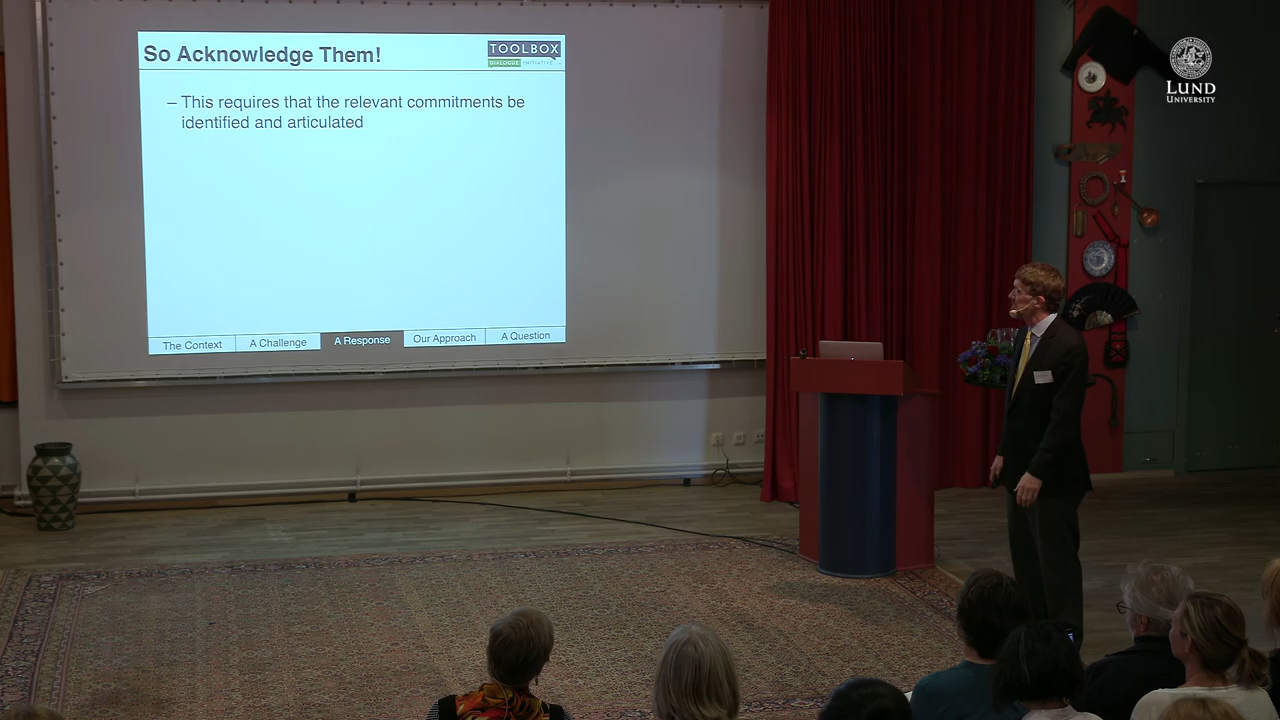 So Acknowledge Them!
TOOLBOX
DIALOGUE INITIATIVE
– This requires that the relevant commitments be
identified and articulated
The Context
A Challenge
A Response
Our Approach
A Question
LUND
UNIVERSITY